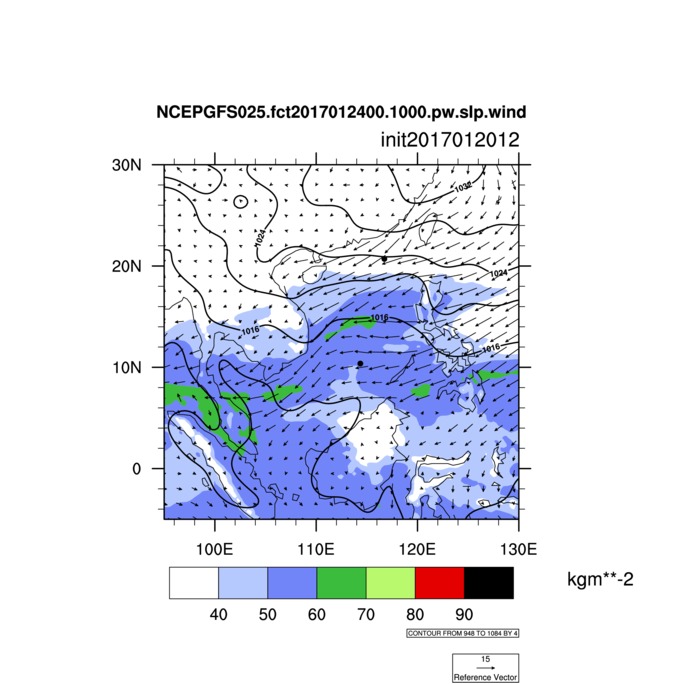 NCEPGFS025.fct2017012400.1000.pw.slp.wind
init2017012012
30N
1032
1024
20N
1024
1016
1016
1016
10N
0
100E 110E 120E 130E
kgm**-2
40 50 60 70 80 90
CONTOUR FROM 948 TO 1084 BY 4
15
Reference Vector